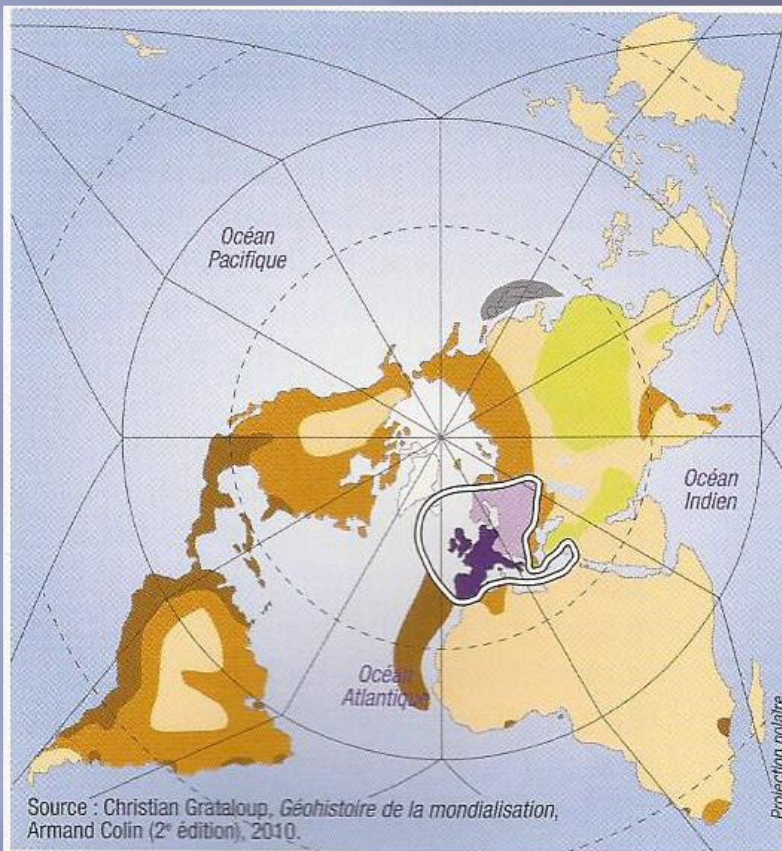 Océan
Pacifique
Océan
Indien
Océan
Atlantique
Projection polaire
Source : Christian Grataloup, Géohistoire de la mondialisation,
Armand Colin (2e édition), 2010.